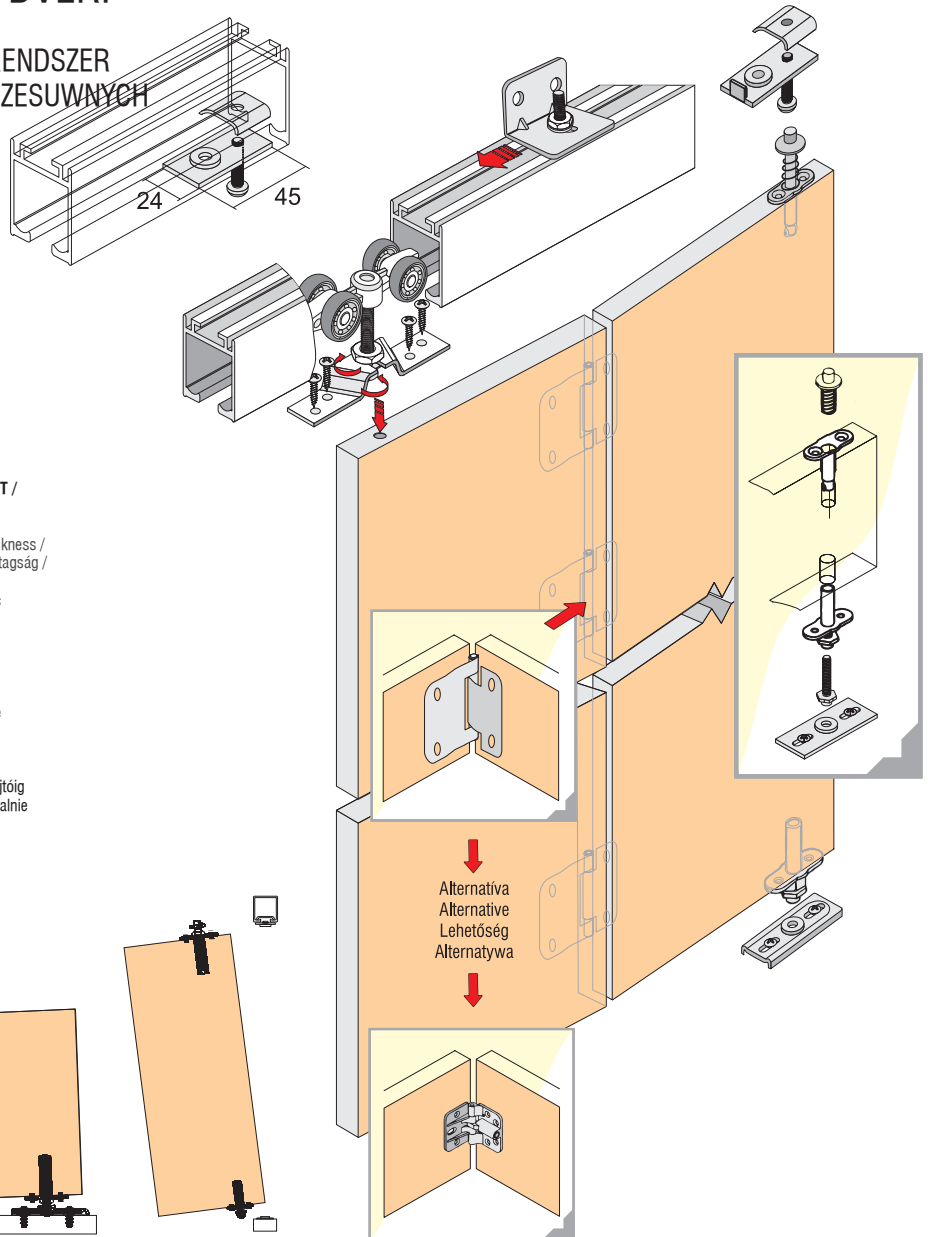 ENDSZER
ZESUWNYCH
24
45
T /
kness /
tagság /
jtóig
alnie
Alternatíva
Alternative
Lehetőség
Alternatywa